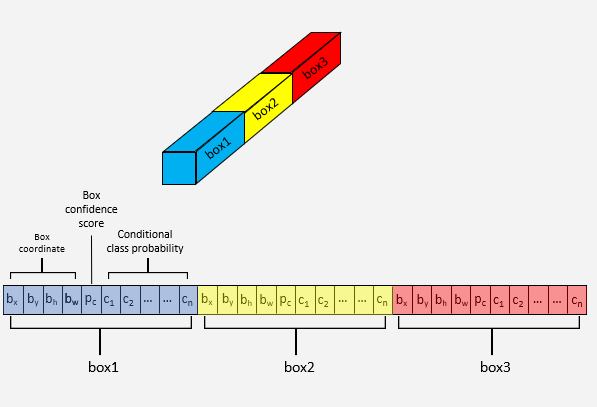 box3
box2
box1
Box
confidence
score
Box
coordinate
Conditional
class probability
bx by bh bw pc c1 c2 ... ... cn bx by bh bw pc c1 c2 ... ... cn bx by bh bw pc c1 c2 ... ... cn
box1 box2 box3